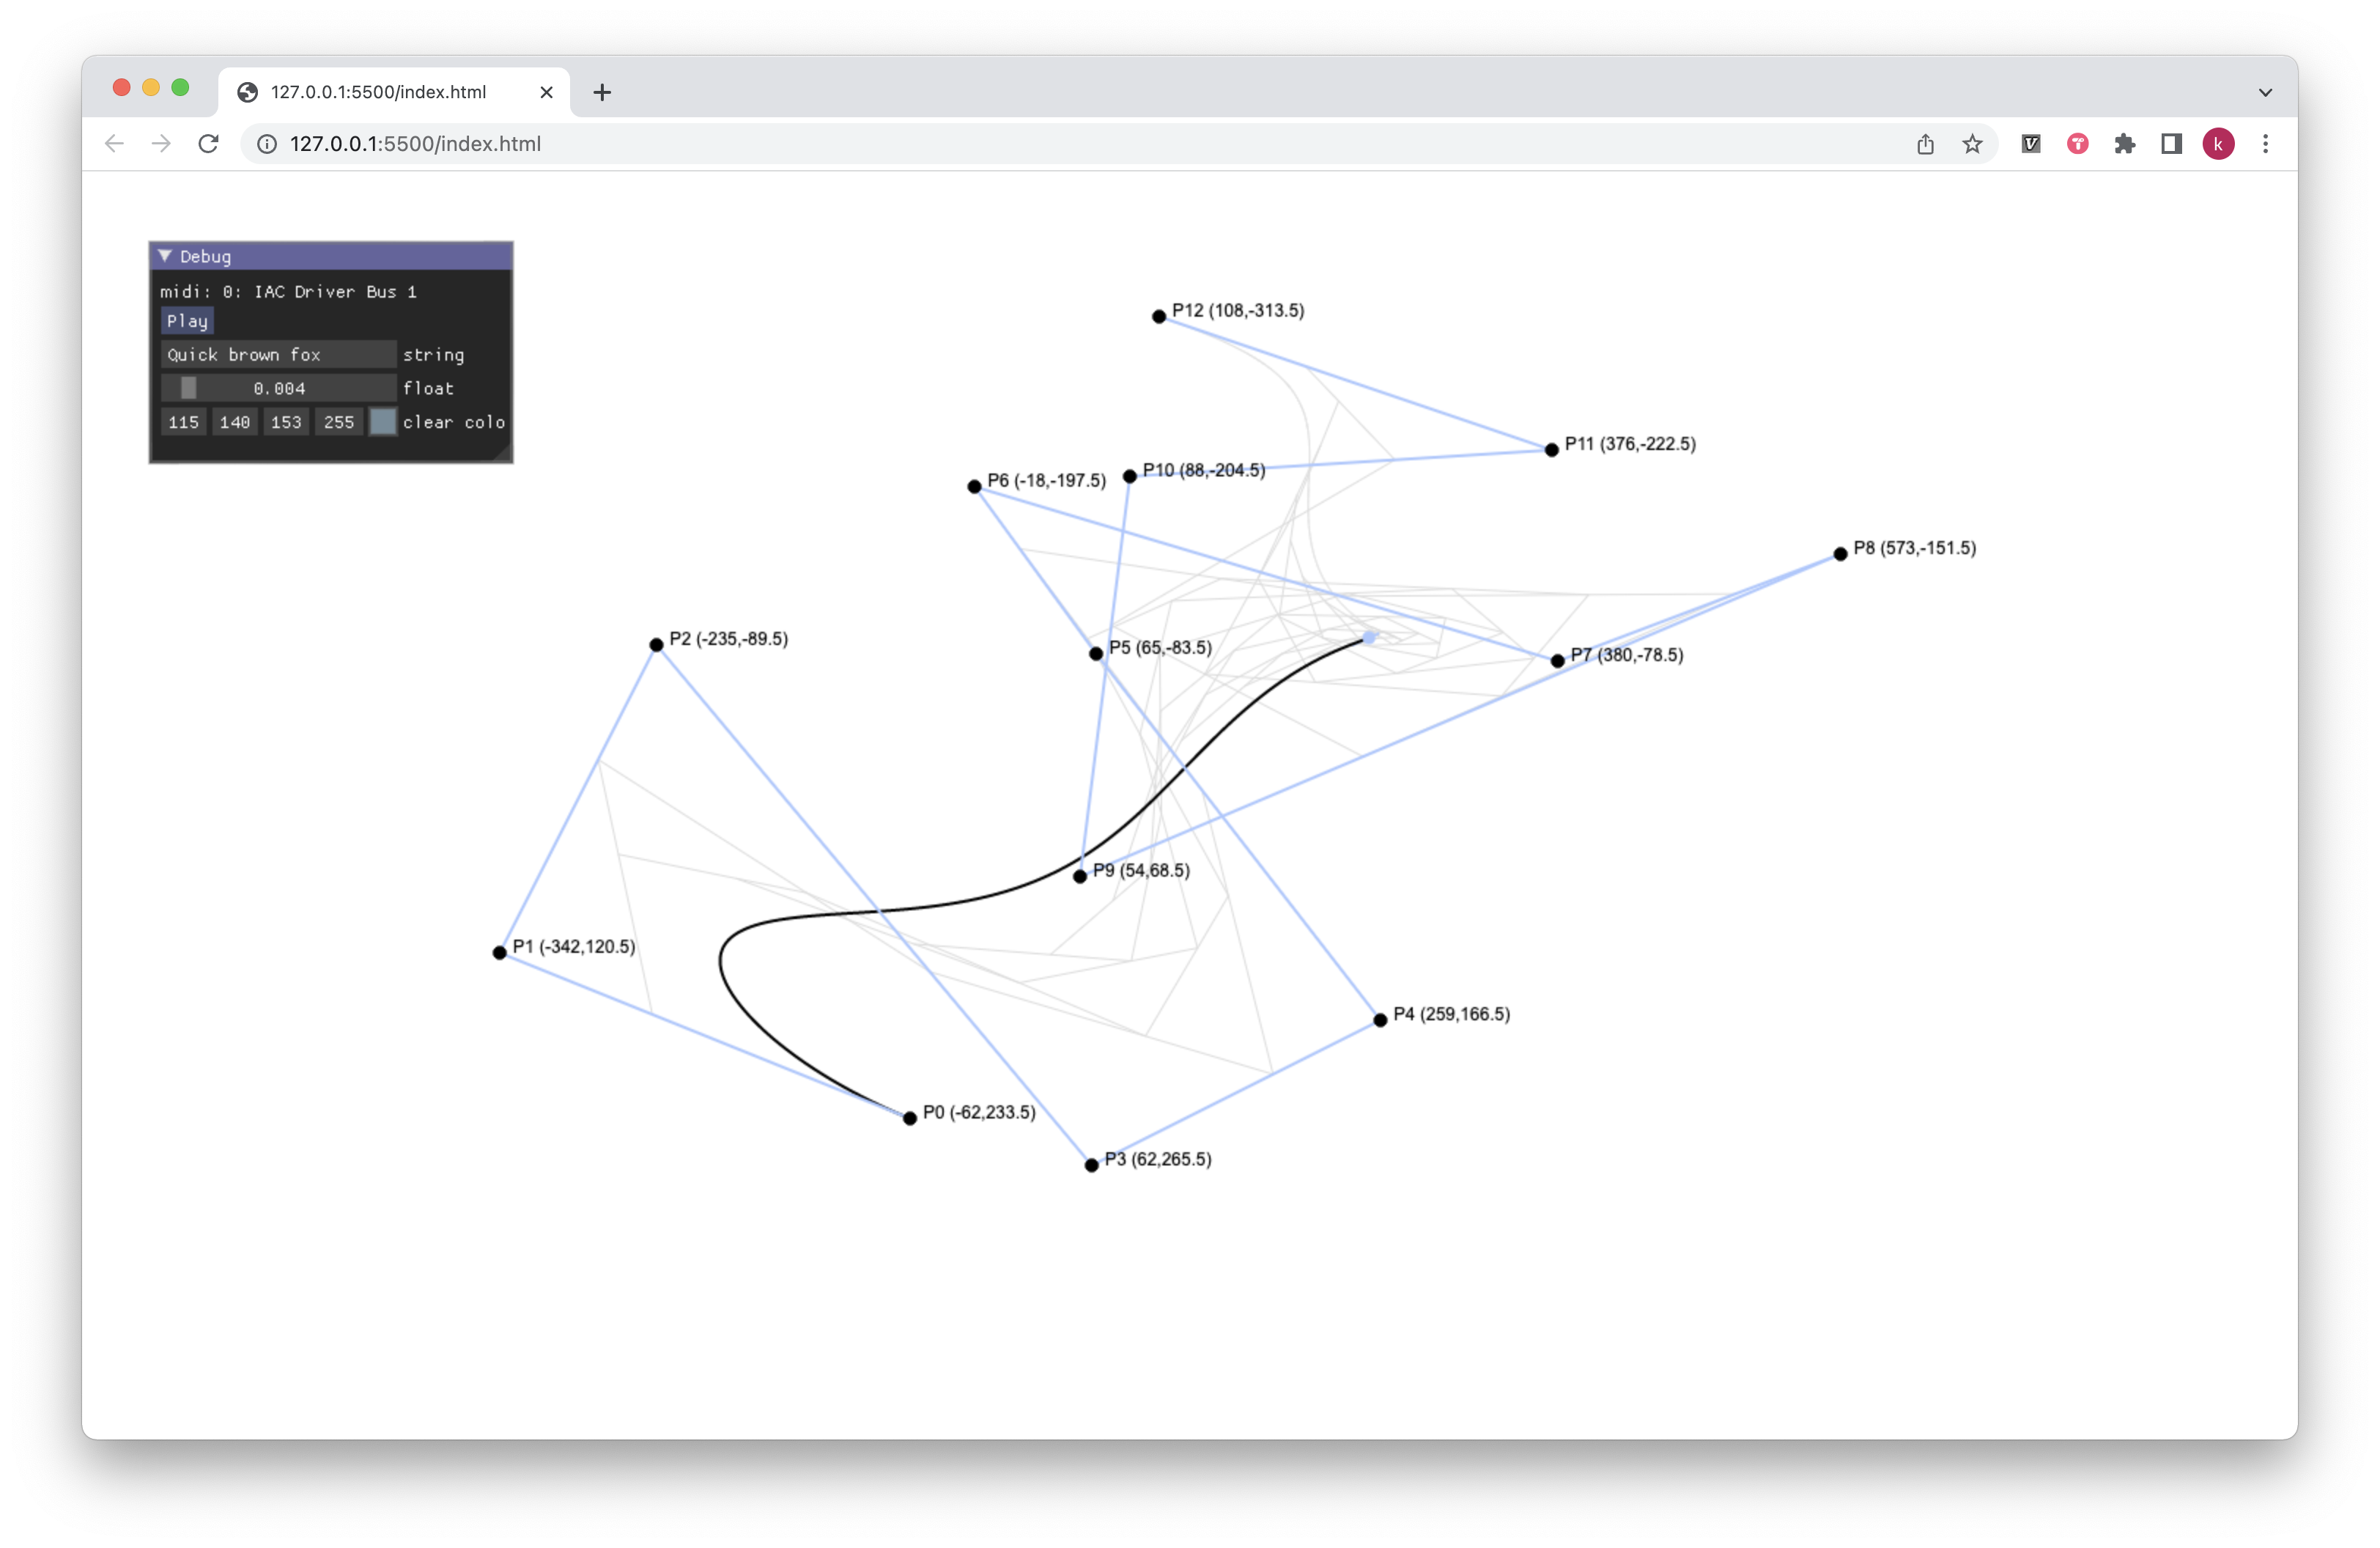 127.0.0.1:5500/index.html
127.0.0.1:5500/index.html
k
Debug
midi: 0: IAC Driver Bus 1
Play
Quick brown fox string
0.004 float
115 140 153 255 clear colo
P12 (108,-313.5)
P11 (376,-222.5)
P10 (88,-204.5)
P6 (-18,-197.5)
P8 (573,-151.5)
P2 (-235,-89.5)
P5 (65,-83.5)
P7 (380,-78.5)
P9 (54,68.5)
P1 (-342,120.5)
P4 (259,166.5)
P0 (-62,233.5)
P3 (62,265.5)